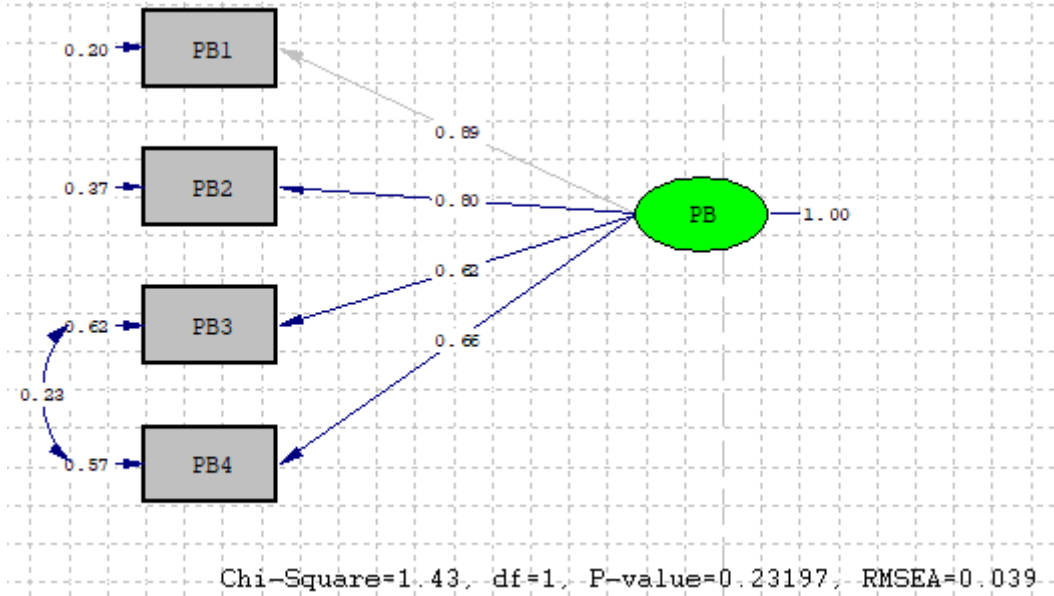 0.20 PB1
0.89
0.37 PB2
0.80
PB 1.00
0.62
0.62 PB3
0.66
0.23
0.57 PB4
Chi-Square=1.43, df=1, P-value=0.23197, RMSEA=0.039